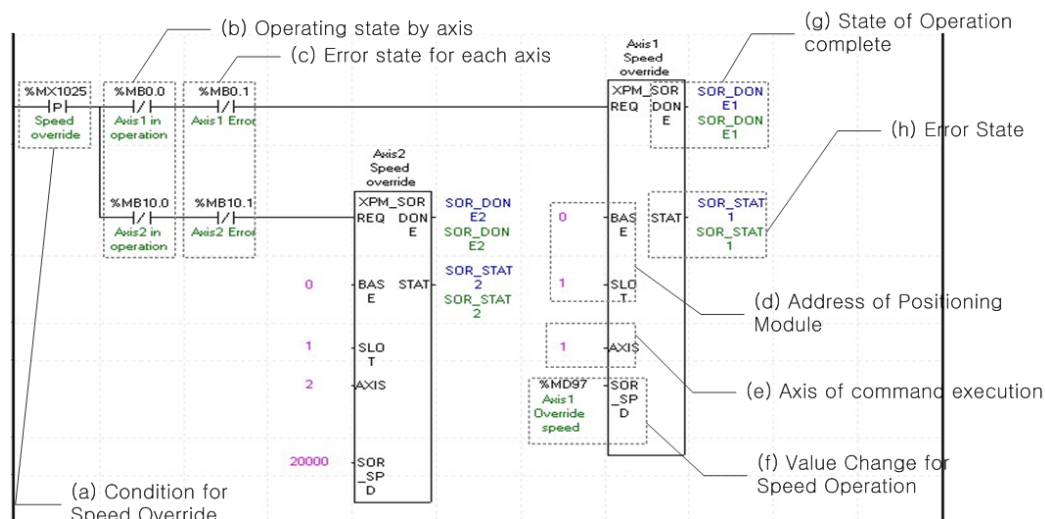 (b) Operating state by axis
(c) Error state for each axis
(g) State of Operation
complete
Axis1
Speed
override
%MX1025
P
Speed
override
%MB0.0
Axis1 in
operation
%MB0.1
Axis1 Error
XPM_SOR
REQ DON
E
SOR_DON
E1
SOR_DON
E1
(h) Error State
Axis2
Speed
override
%MB10.0
Axis2 in
operation
%MB10.1
Axis2 Error
XPM_SOR
REQ DON
E
SOR_DON
E2
SOR_DON
E2
0
BAS STAT
E
SOR_STAT
1
SOR_STAT
1
0
BAS STAT
E
SOR_STAT
2
SOR_STAT
2
1
SLO
T
(d) Address of Positioning
Module
1
SLO
T
1
AXIS
2
AXIS
%MD97
Axis1
Override
speed
SOR
_SP
D
(e) Axis of command execution
20000
SOR
_SP
D
(f) Value Change for
Speed Operation
(a) Condition for
Speed Override